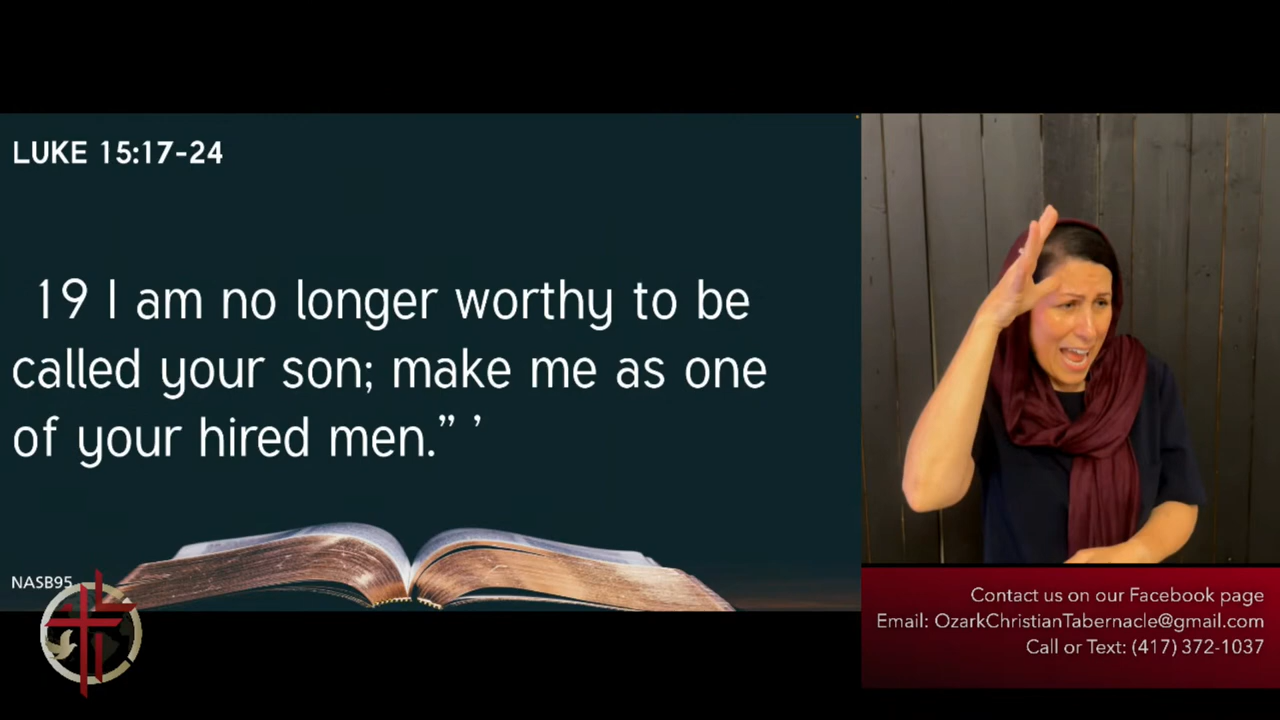 LUKE 15:17-24
19 I am no longer worthy to be
called your son; make me as one
of your hired men.” ’
NASB95
Contact us on our Facebook page
Email: OzarkChristianTabernacle@gmail.com
Call or Text: (417) 372-1037